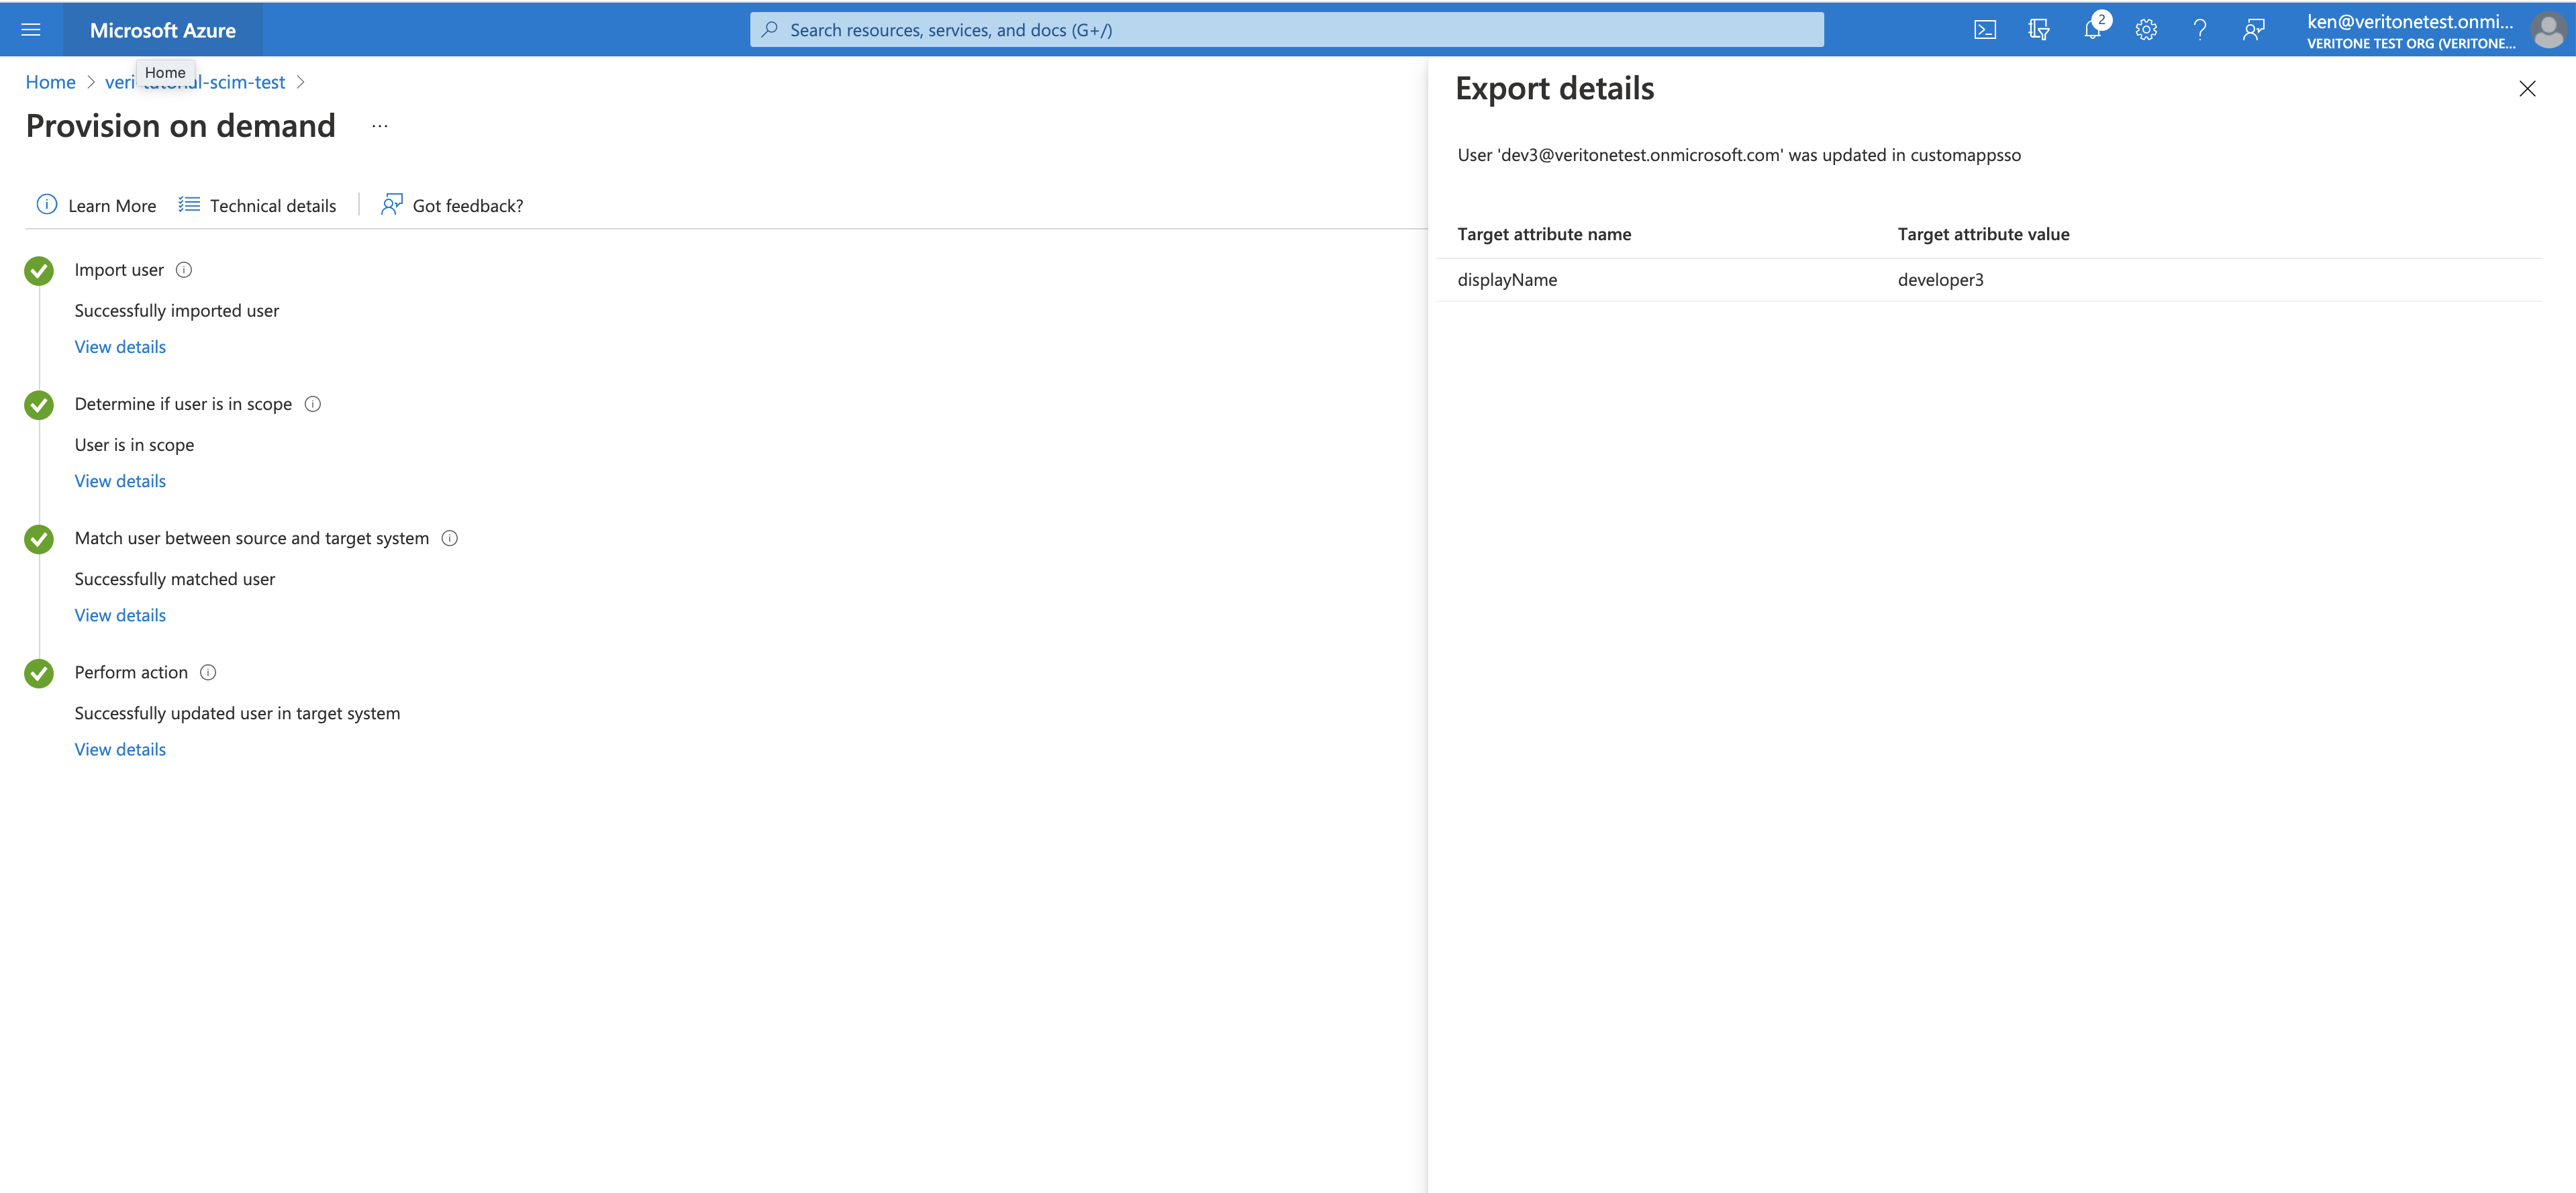 Microsoft Azure
Search resources, services, and docs (G+/)
2
ken@veritonetest.onmi...
VERITONE TEST ORG (VERITONE...
Home
Home > veri-tutorial-scim-test >
Provision on demand ...
Learn More
Technical details
Got feedback?
Import user
Successfully imported user
View details
Determine if user is in scope
User is in scope
View details
Match user between source and target system
Successfully matched user
View details
Perform action
Successfully updated user in target system
View details
Export details
User 'dev3@veritonetest.onmicrosoft.com' was updated in customappsso
Target attribute name Target attribute value
displayName developer3